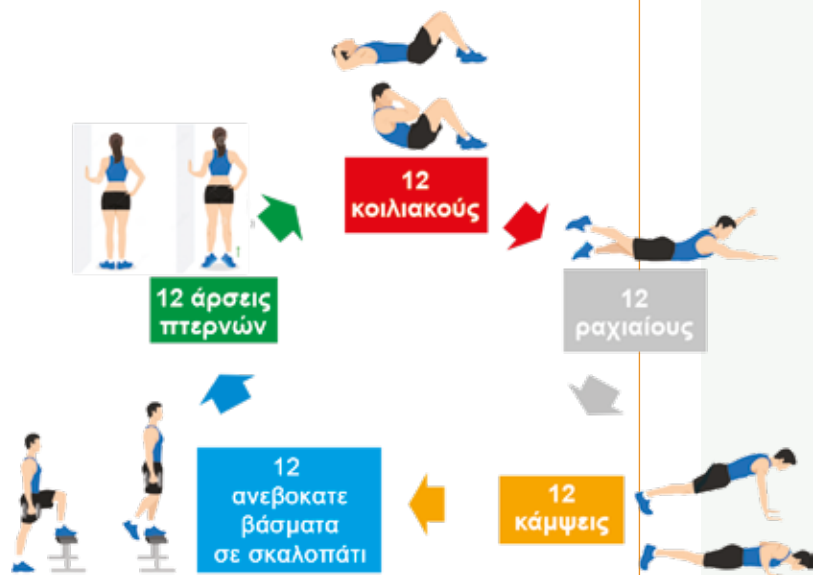 12
κοιλιακούς
12
ραχιαίους
12
κάμψεις
12
ανεβοκατε
βάσματα
σε σκαλοπάτι
12 άρσεις
πτερνών